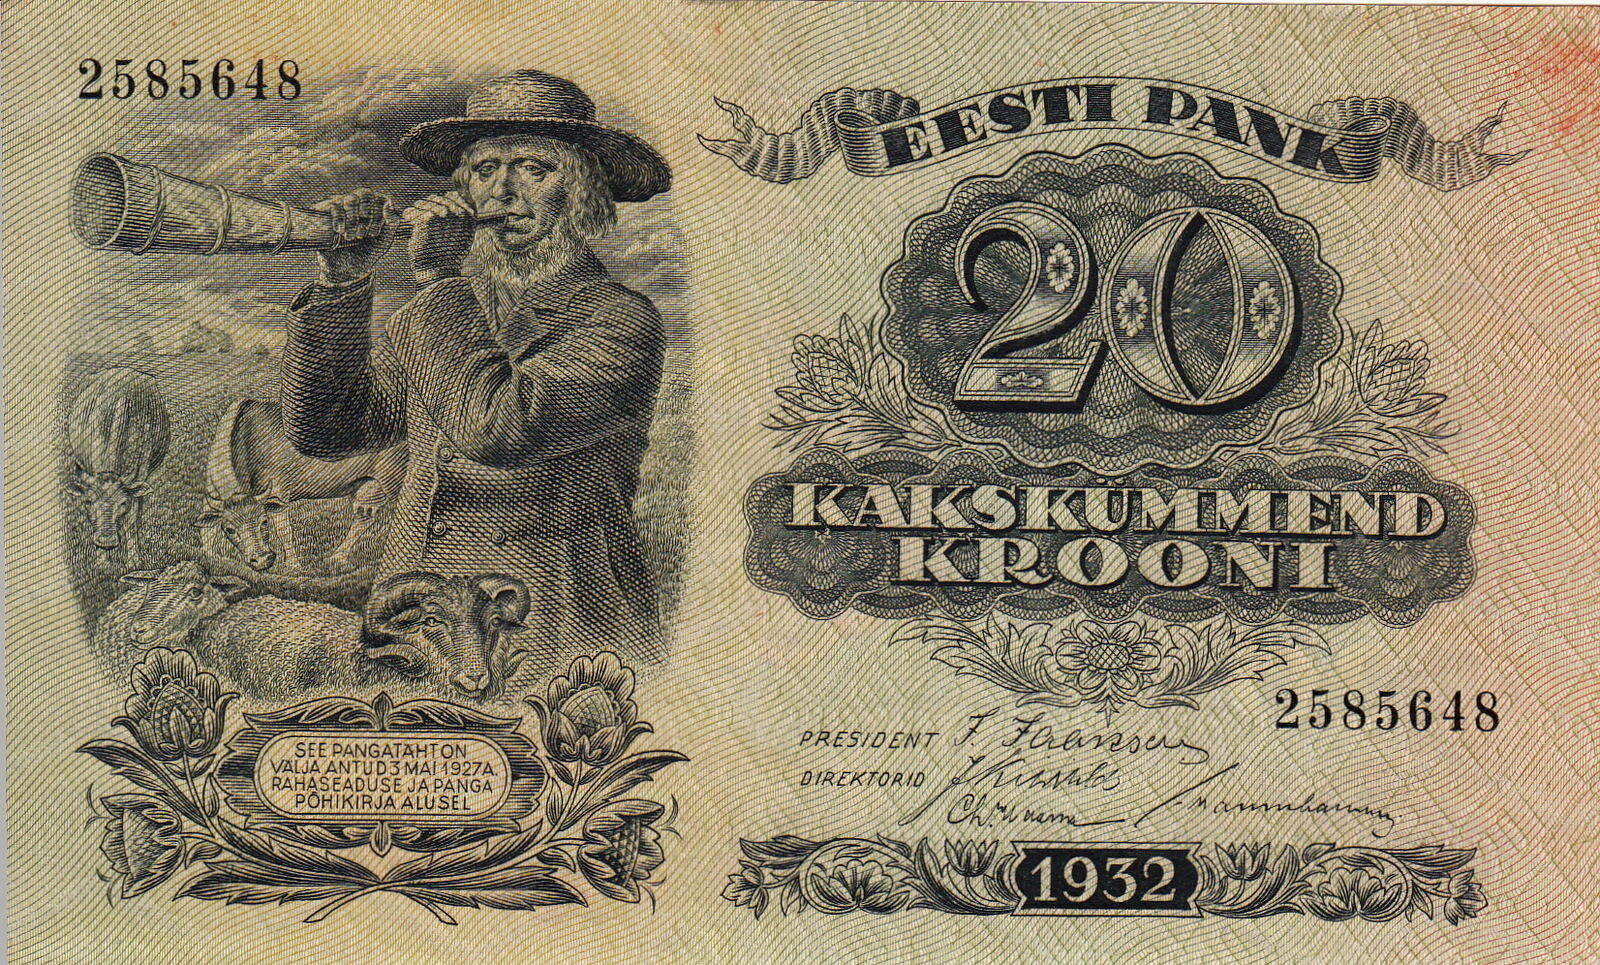 2585648
EESTI PANK
20
KAKSKÜMMEND
KROONI
2585648
SEE PANGATÄHT ON
VÄLJA ANTUD 3 MAI 1927 A.
RAHASEADUSE JA PANGA
PÕHIKIRJA ALUSEL
PRESIDENT J. Jaakson
DIREKTORID
1932